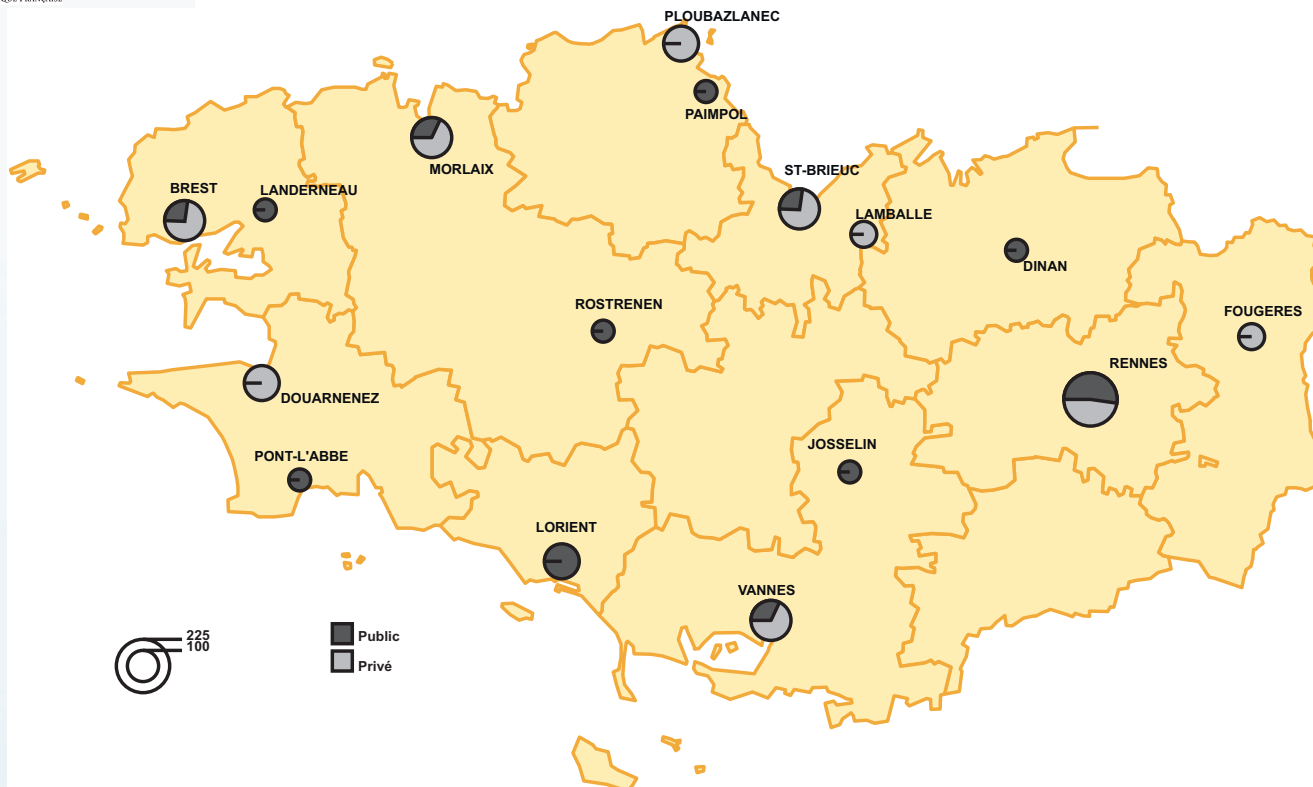 PLOUBAZLANEC
PAIMPOL
MORLAIX
ST-BRIEUC
BREST
LANDERNEAU
LAMBALLE
DINAN
ROSTRENEN
FOUGERES
RENNES
DOUARNENEZ
JOSSELIN
PONT-L'ABBE
LORIENT
VANNES
225
100
Public
Privé